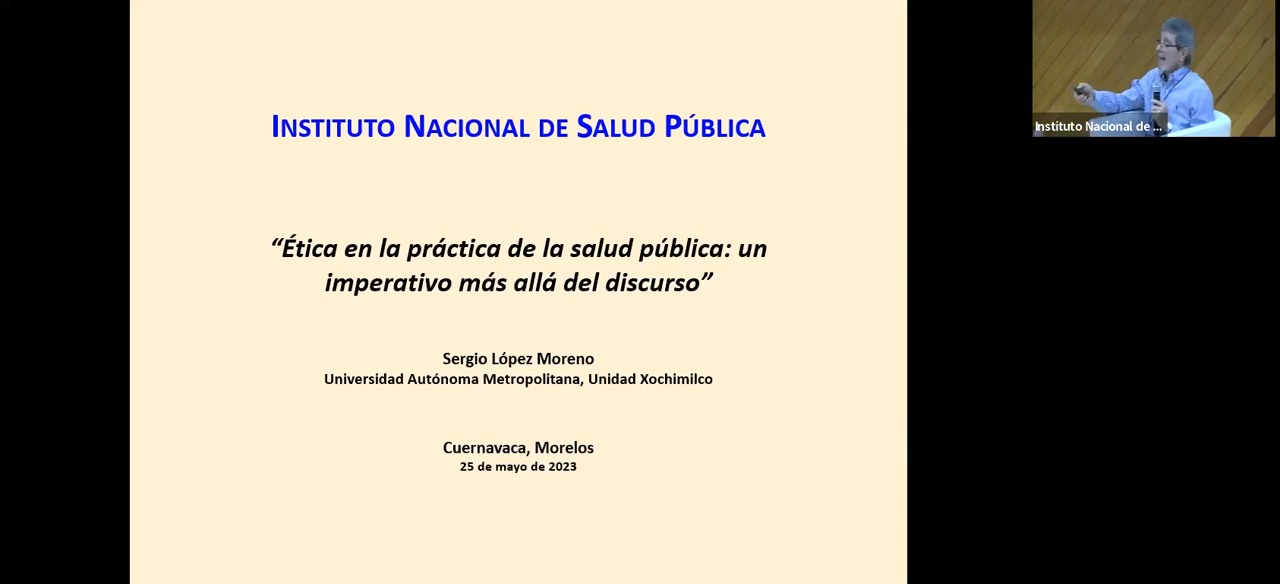 INSTITUTO NACIONAL DE SALUD PÚBLICA
“Ética en la práctica de la salud pública: un
imperativo más allá del discurso”
Sergio López Moreno
Universidad Autónoma Metropolitana, Unidad Xochimilco
Cuernavaca, Morelos
25 de mayo de 2023
Instituto Nacional de ...